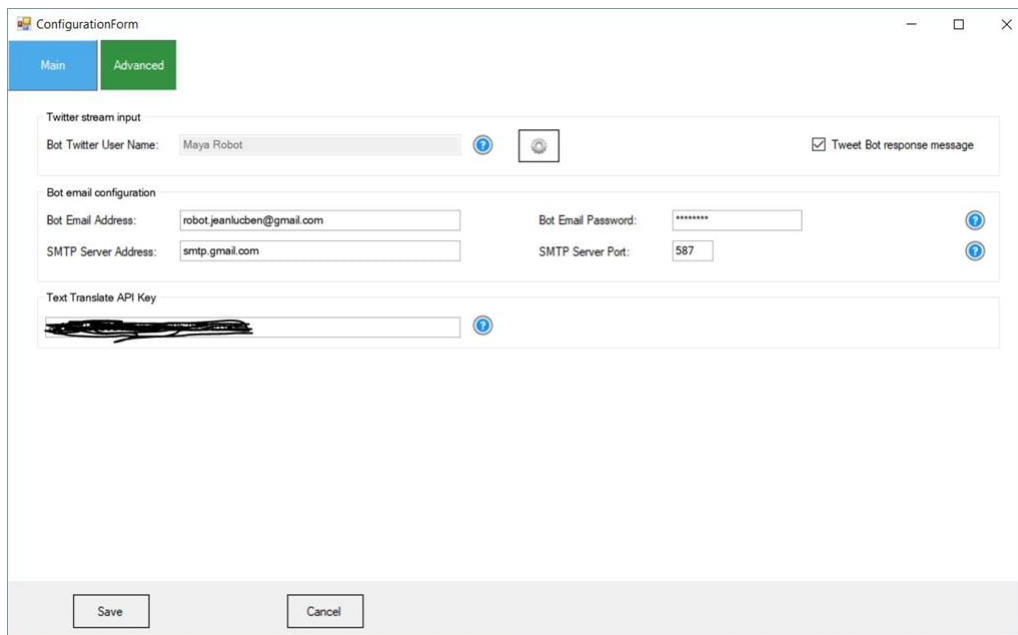 ConfigurationForm
Main Advanced
Twitter stream input
Bot Twitter User Name: Maya Robot Tweet Bot response message
Bot email configuration
Bot Email Address: robot.jeanlucben@gmail.com Bot Email Password: ********
SMTP Server Address: smtp.gmail.com SMTP Server Port: 587
Text Translate API Key
Save Cancel